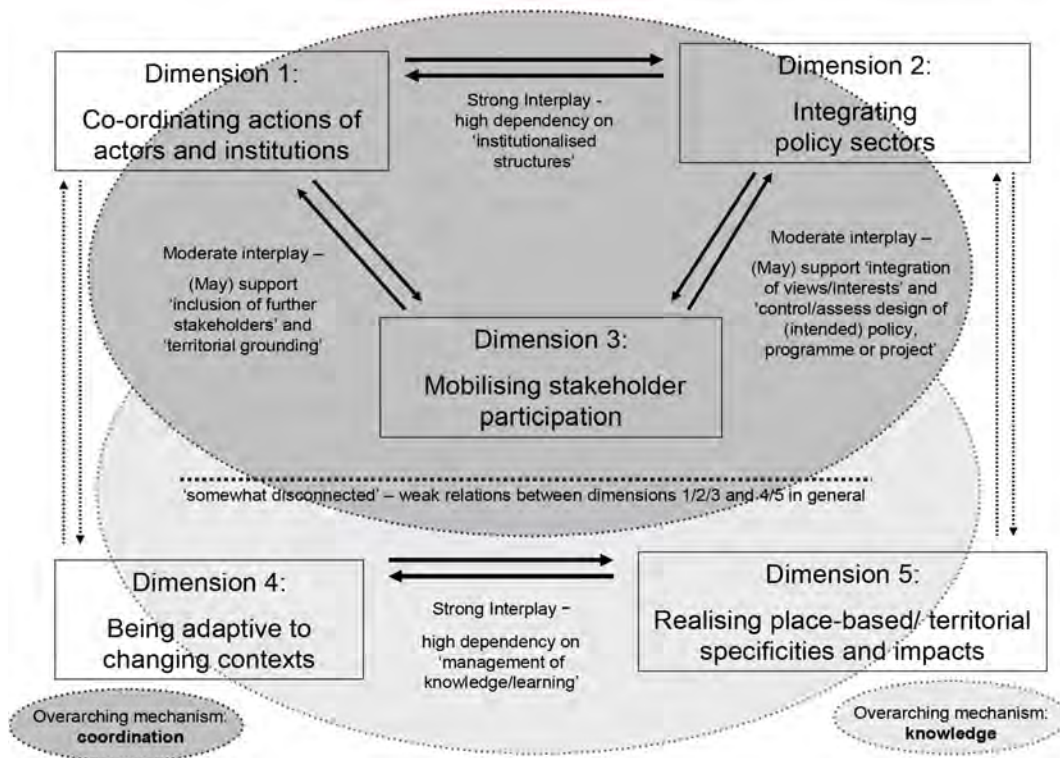 Dimension 1:
Co-ordinating actions of
actors and institutions
Strong Interplay -
high dependency on
‘institutionalised
structures’
Dimension 2:
Integrating
policy sectors
Moderate interplay –
(May) support
‘inclusion of further
stakeholders’ and
‘territorial grounding’
Moderate interplay –
(May) support ‘integration
of views/interests’ and
‘control/assess design of
(intended) policy,
programme or project’
Dimension 3:
Mobilising stakeholder
participation
‘somewhat disconnected’ – weak relations between dimensions 1/2/3 and 4/5 in general
Dimension 4:
Being adaptive to
changing contexts
Strong Interplay –
high dependency on
‘management of
knowledge/learning’
Dimension 5:
Realising place-based/ territorial
specificities and impacts
Overarching mechanism:
coordination
Overarching mechanism:
knowledge